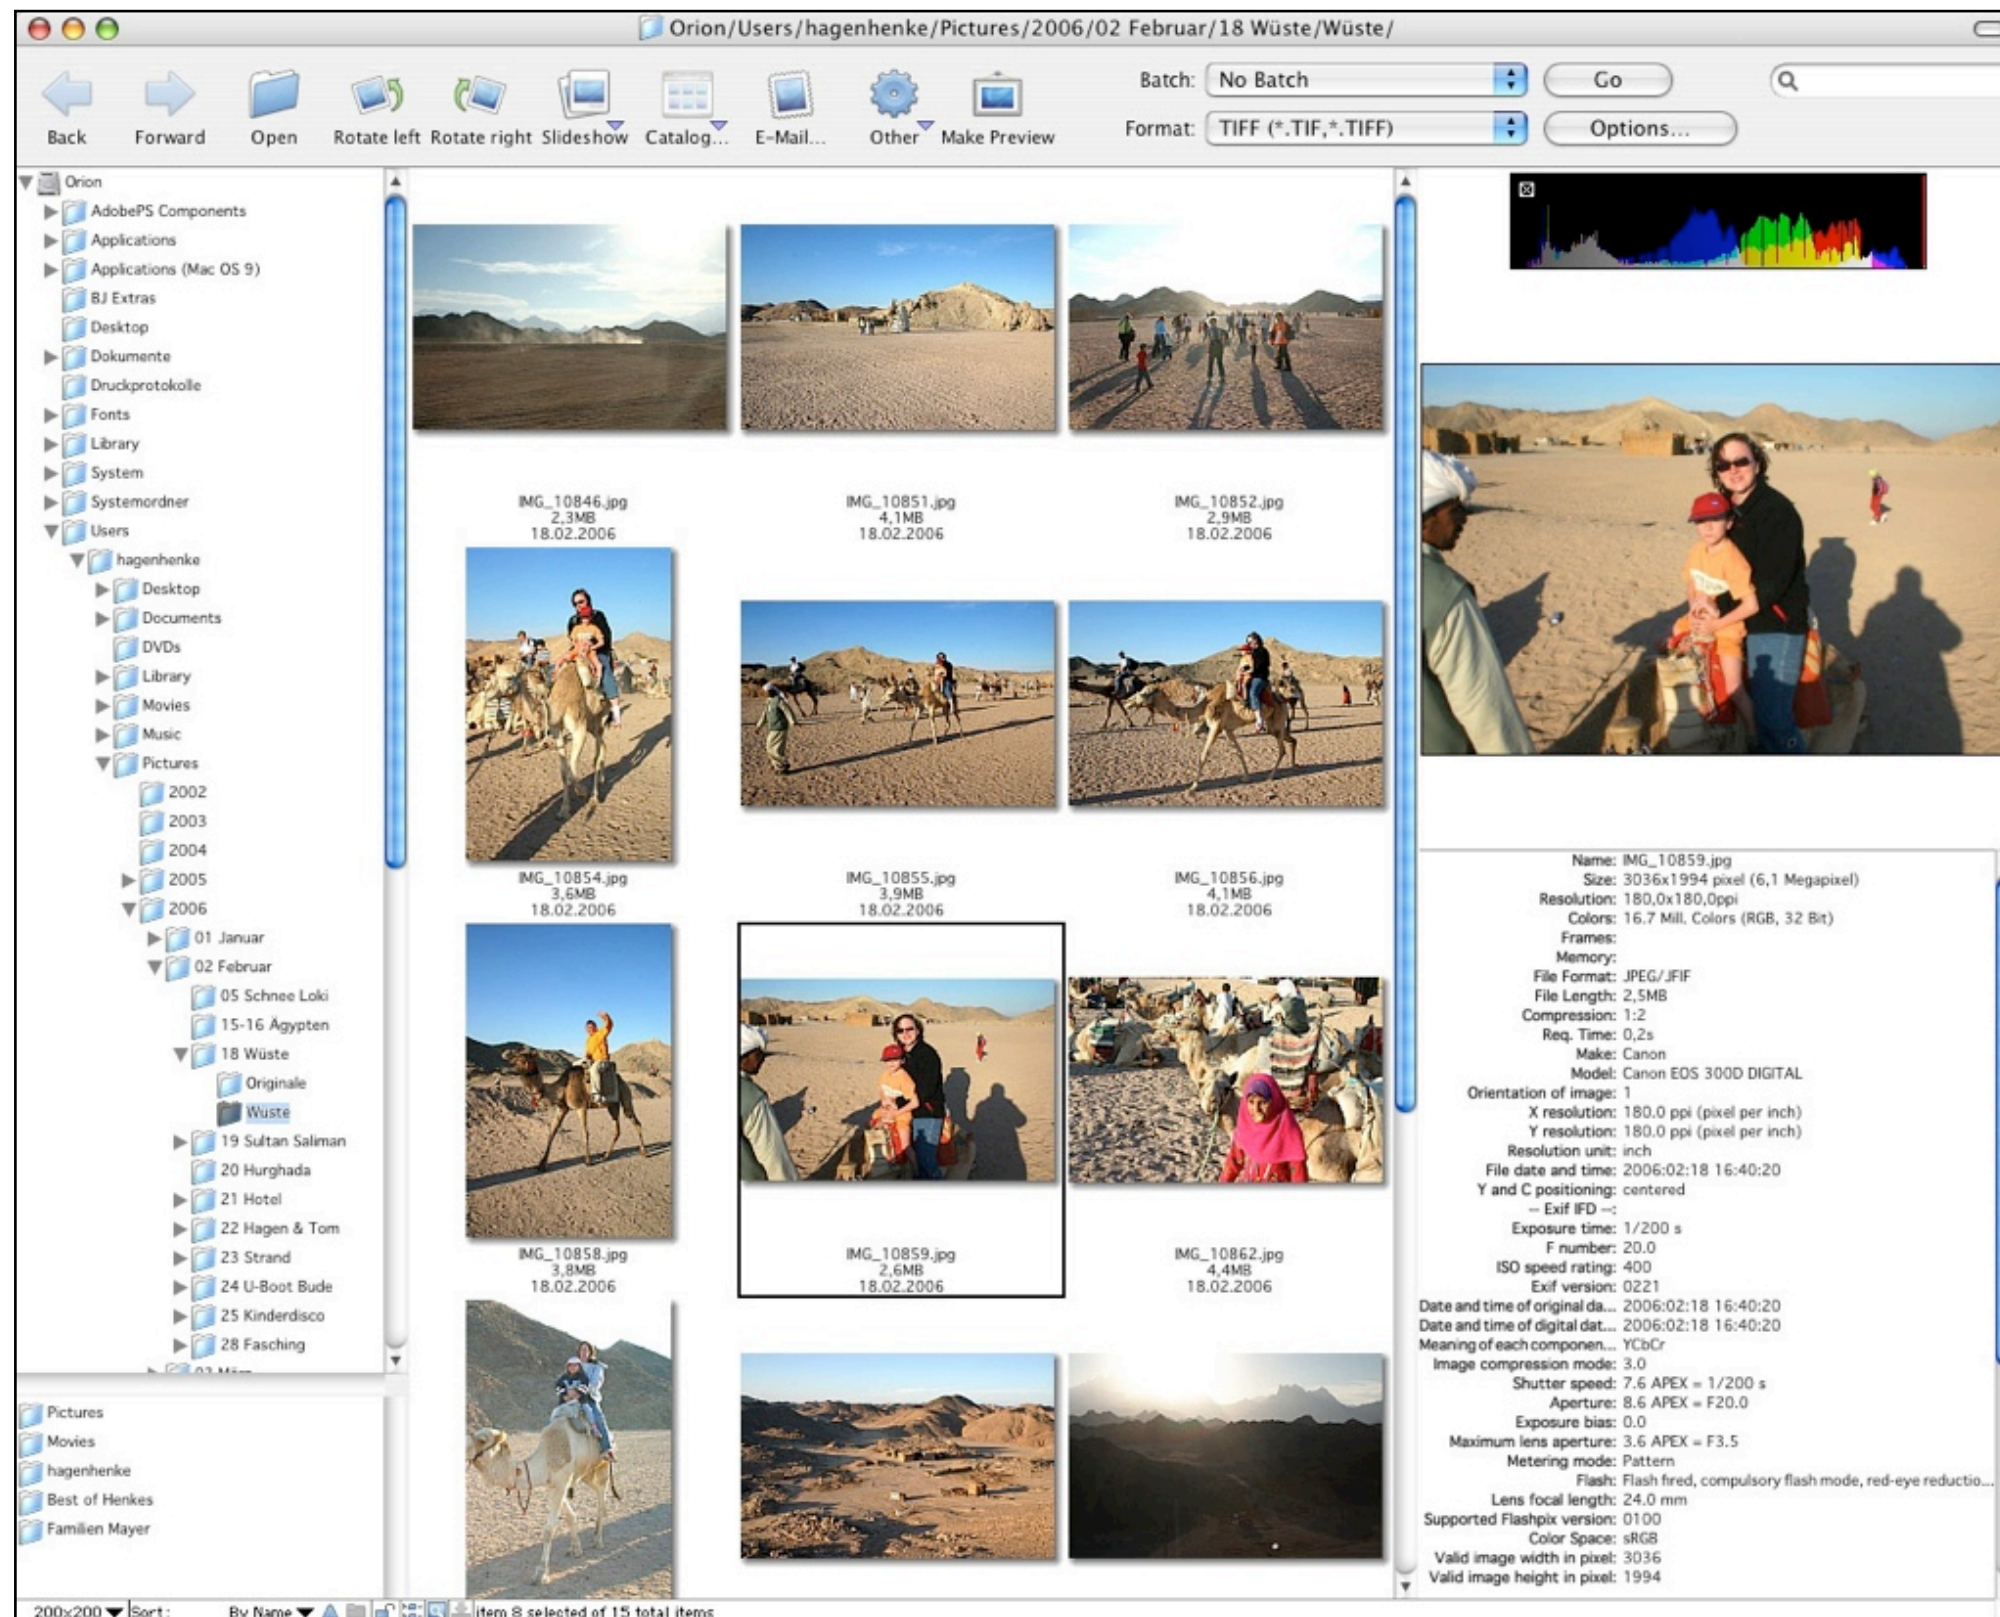 Orion/Users/hagenhenke/Pictures/2006/02 Februar/18 Wüste/Wüste/
Back
Forward
Open
Rotate left
Rotate right
Slideshow
Catalog...
E-Mail...
Other
Make Preview
Batch: No Batch
Go
Format: TIFF (*.TIF,*.TIFF)
Options...
Orion
AdobePS Components
Applications
Applications (Mac OS 9)
BJ Extras
Desktop
Dokumente
Druckprotokolle
Fonts
Library
System
Systemordner
Users
hagenhenke
Desktop
Documents
DVDs
Library
Movies
Music
Pictures
2002
2003
2004
2005
2006
01 Januar
02 Februar
05 Schnee Loki
15-16 Ägypten
18 Wüste
Originale
Wüste
19 Sultan Saliman
20 Hurghada
21 Hotel
22 Hagen & Tom
23 Strand
24 U-Boot Bude
25 Kinderdisco
28 Fasching
03 März
Pictures
Movies
hagenhenke
Best of Henkes
Familien Mayer
IMG_10846.jpg
2,3MB
18.02.2006
IMG_10851.jpg
4,1MB
18.02.2006
IMG_10852.jpg
2,9MB
18.02.2006
IMG_10854.jpg
3,6MB
18.02.2006
IMG_10855.jpg
3,9MB
18.02.2006
IMG_10856.jpg
4,1MB
18.02.2006
IMG_10858.jpg
3,8MB
18.02.2006
IMG_10859.jpg
2,6MB
18.02.2006
IMG_10862.jpg
4,4MB
18.02.2006
Name: IMG_10859.jpg
Size: 3036x1994 pixel (6,1 Megapixel)
Resolution: 180,0x180,0ppi
Colors: 16.7 Mill. Colors (RGB, 32 Bit)
Frames:
Memory:
File Format: JPEG/JFIF
File Length: 2,5MB
Compression: 1:2
Req. Time: 0,2s
Make: Canon
Model: Canon EOS 300D DIGITAL
Orientation of image: 1
X resolution: 180.0 ppi (pixel per inch)
Y resolution: 180.0 ppi (pixel per inch)
Resolution unit: inch
File date and time: 2006:02:18 16:40:20
Y and C positioning: centered
-- Exif IFD --:
Exposure time: 1/200 s
F number: 20.0
ISO speed rating: 400
Exif version: 0221
Date and time of original da... 2006:02:18 16:40:20
Date and time of digital dat... 2006:02:18 16:40:20
Meaning of each componen... YCbCr
Image compression mode: 3.0
Shutter speed: 7.6 APEX = 1/200 s
Aperture: 8.6 APEX = F20.0
Exposure bias: 0.0
Maximum lens aperture: 3.6 APEX = F3.5
Metering mode: Pattern
Flash: Flash fired, compulsory flash mode, red-eye reductio...
Lens focal length: 24.0 mm
Supported Flashpix version: 0100
Color Space: sRGB
Valid image width in pixel: 3036
Valid image height in pixel: 1994
200x200 Sort: By Name item 8 selected of 15 total items